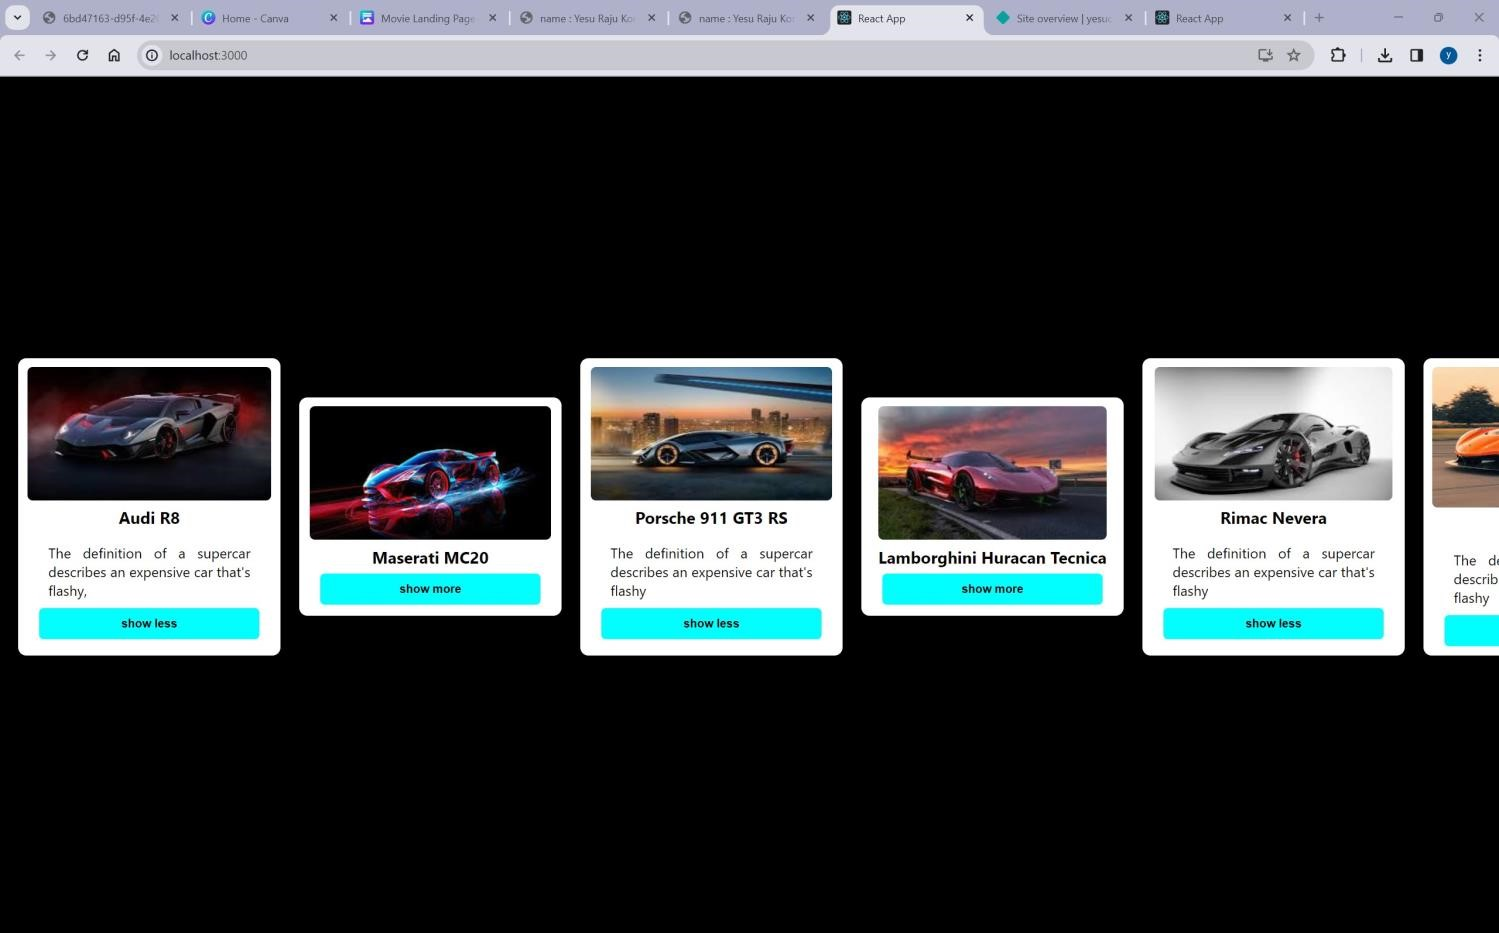 6bd47163-d95f-4e2
Home - Canva
Movie Landing Page
name : Yesu Raju Ko
name : Yesu Raju Ko
React App
Site overview | yesu
React App
localhost:3000
y
Audi R8
The definition of a supercar
describes an expensive car that's
flashy,
show less
Maserati MC20
show more
Porsche 911 GT3 RS
The definition of a supercar
describes an expensive car that's
flashy
show less
Lamborghini Huracan Tecnica
show more
Rimac Nevera
The definition of a supercar
describes an expensive car that's
flashy
show less
The de
describ
flashy